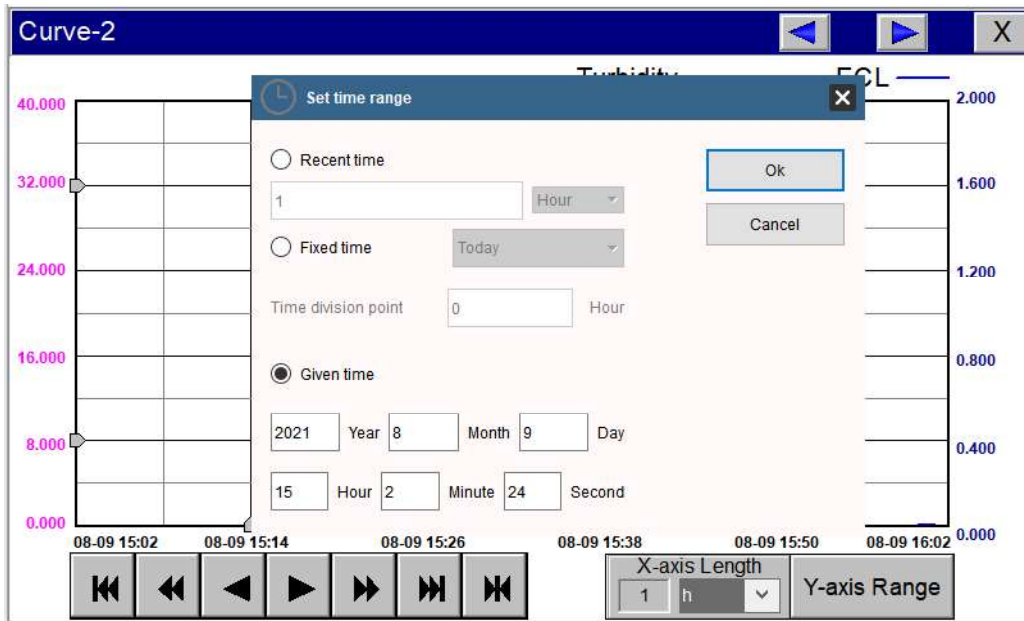 Curve-2
X
Turbidity FCL
Set time range
40.000
2.000
Recent time
Ok
32.000
1.600
1 Hour
Cancel
Fixed time Today
24.000
1.200
Time division point 0 Hour
16.000
0.800
Given time
2021 Year 8 Month 9 Day
8.000
0.400
15 Hour 2 Minute 24 Second
0.000
0.000
08-09 15:02 08-09 15:14 08-09 15:26 08-09 15:38 08-09 15:50 08-09 16:02
X-axis Length
1 h
Y-axis Range